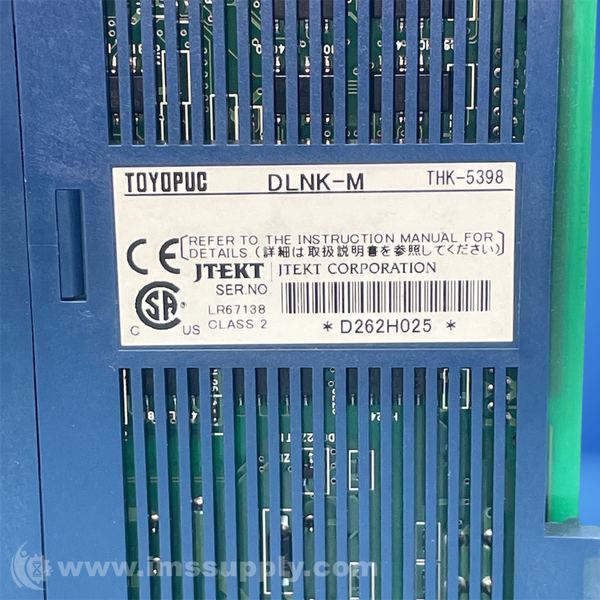 TOYOPUC DLNK-M THK-5398
CE [REFER TO THE INSTRUCTION MANUAL FOR
DETAILS. (詳細は取扱説明書を参照してください)]
JTEKT JTEKT CORPORATION
SER.NO
SA
LR67138
C US CLASS 2
* D262H025 *
www.imssupply.com